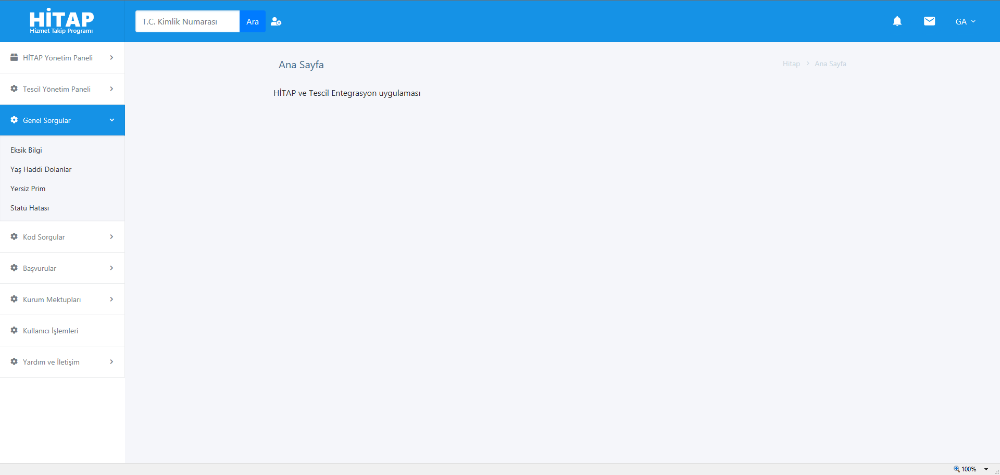 HİTAP
Hizmet Takip Programı
T.C. Kimlik Numarası
Ara
GA
HİTAP Yönetim Paneli
Tescil Yönetim Paneli
Genel Sorgular
Eksik Bilgi
Yaş Haddi Dolanlar
Yersiz Prim
Statü Hatası
Kod Sorgular
Başvurular
Kurum Mektupları
Kullanıcı İşlemleri
Yardım ve İletişim
Ana Sayfa
Hitap > Ana Sayfa
HİTAP ve Tescil Entegrasyon uygulaması
100%